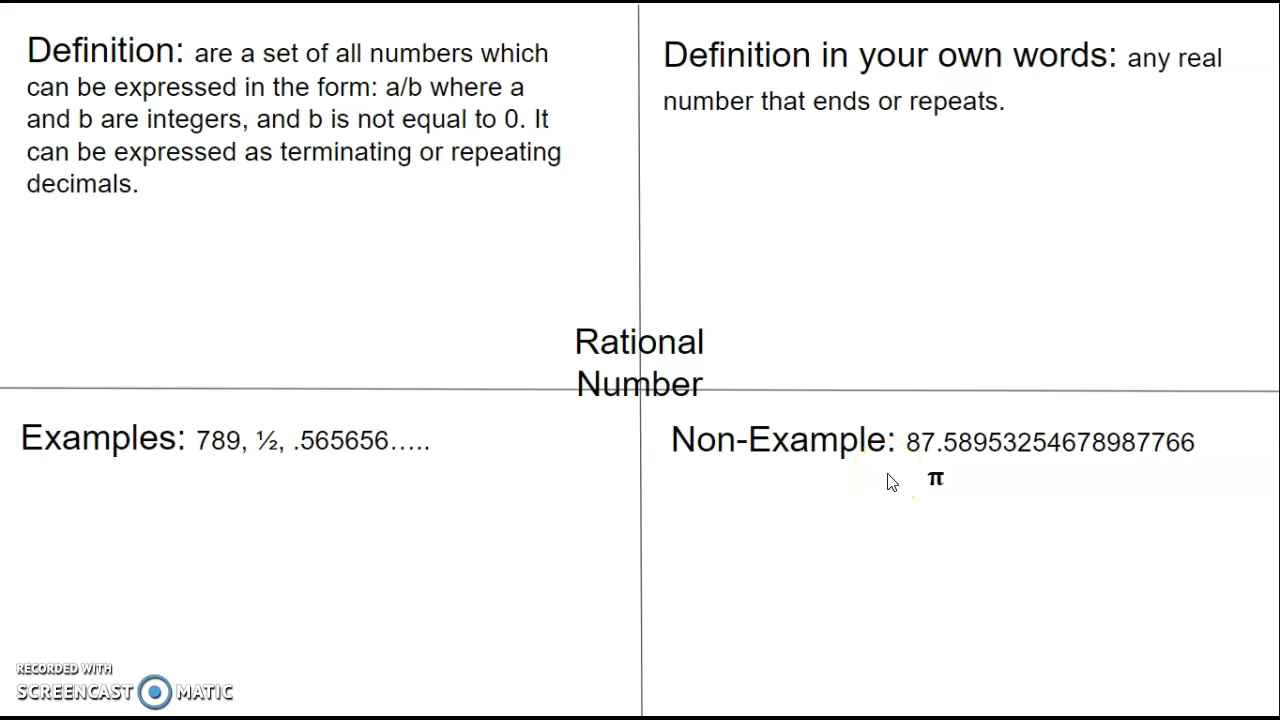 Definition: are a set of all numbers which
can be expressed in the form: a/b where a
and b are integers, and b is not equal to 0. It
can be expressed as terminating or repeating
decimals.
Definition in your own words: any real
number that ends or repeats.
Rational
Number
Examples: 789, ½, .565656…..
Non-Example: 87.58953254678987766
π
RECORDED WITH
SCREENCAST MATIC